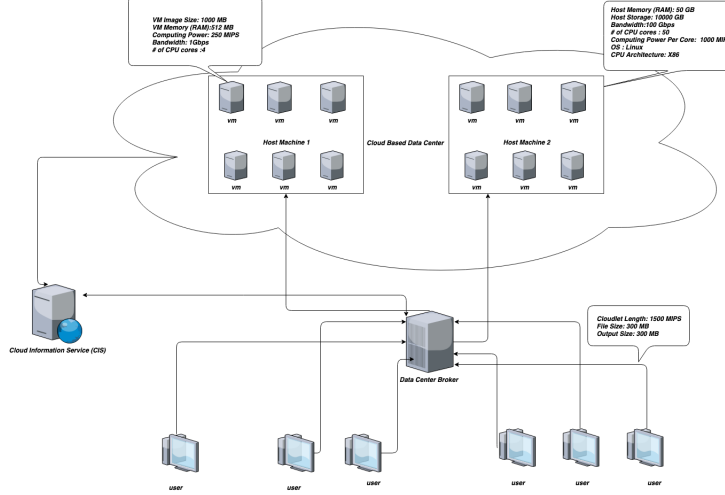 VM Image Size: 1000 MB
VM Memory (RAM):512 MB
Computing Power: 250 MIPS
Bandwidth: 1Gbps
# of CPU cores :4
Host Memory (RAM): 50 GB
Host Storage: 10000 GB
Bandwidth:100 Gbps
# of CPU cores : 50
Computing Power Per Core: 1000 MIP
OS : Linux
CPU Architecture: X86
vm vm vm
vm vm vm
Host Machine 1
Cloud Based Data Center
Host Machine 2
vm vm vm
vm vm vm
Cloudlet Length: 1500 MIPS
File Size: 300 MB
Output Size: 300 MB
Cloud Information Service (CIS)
Data Center Broker
user
user
user
user
user
user